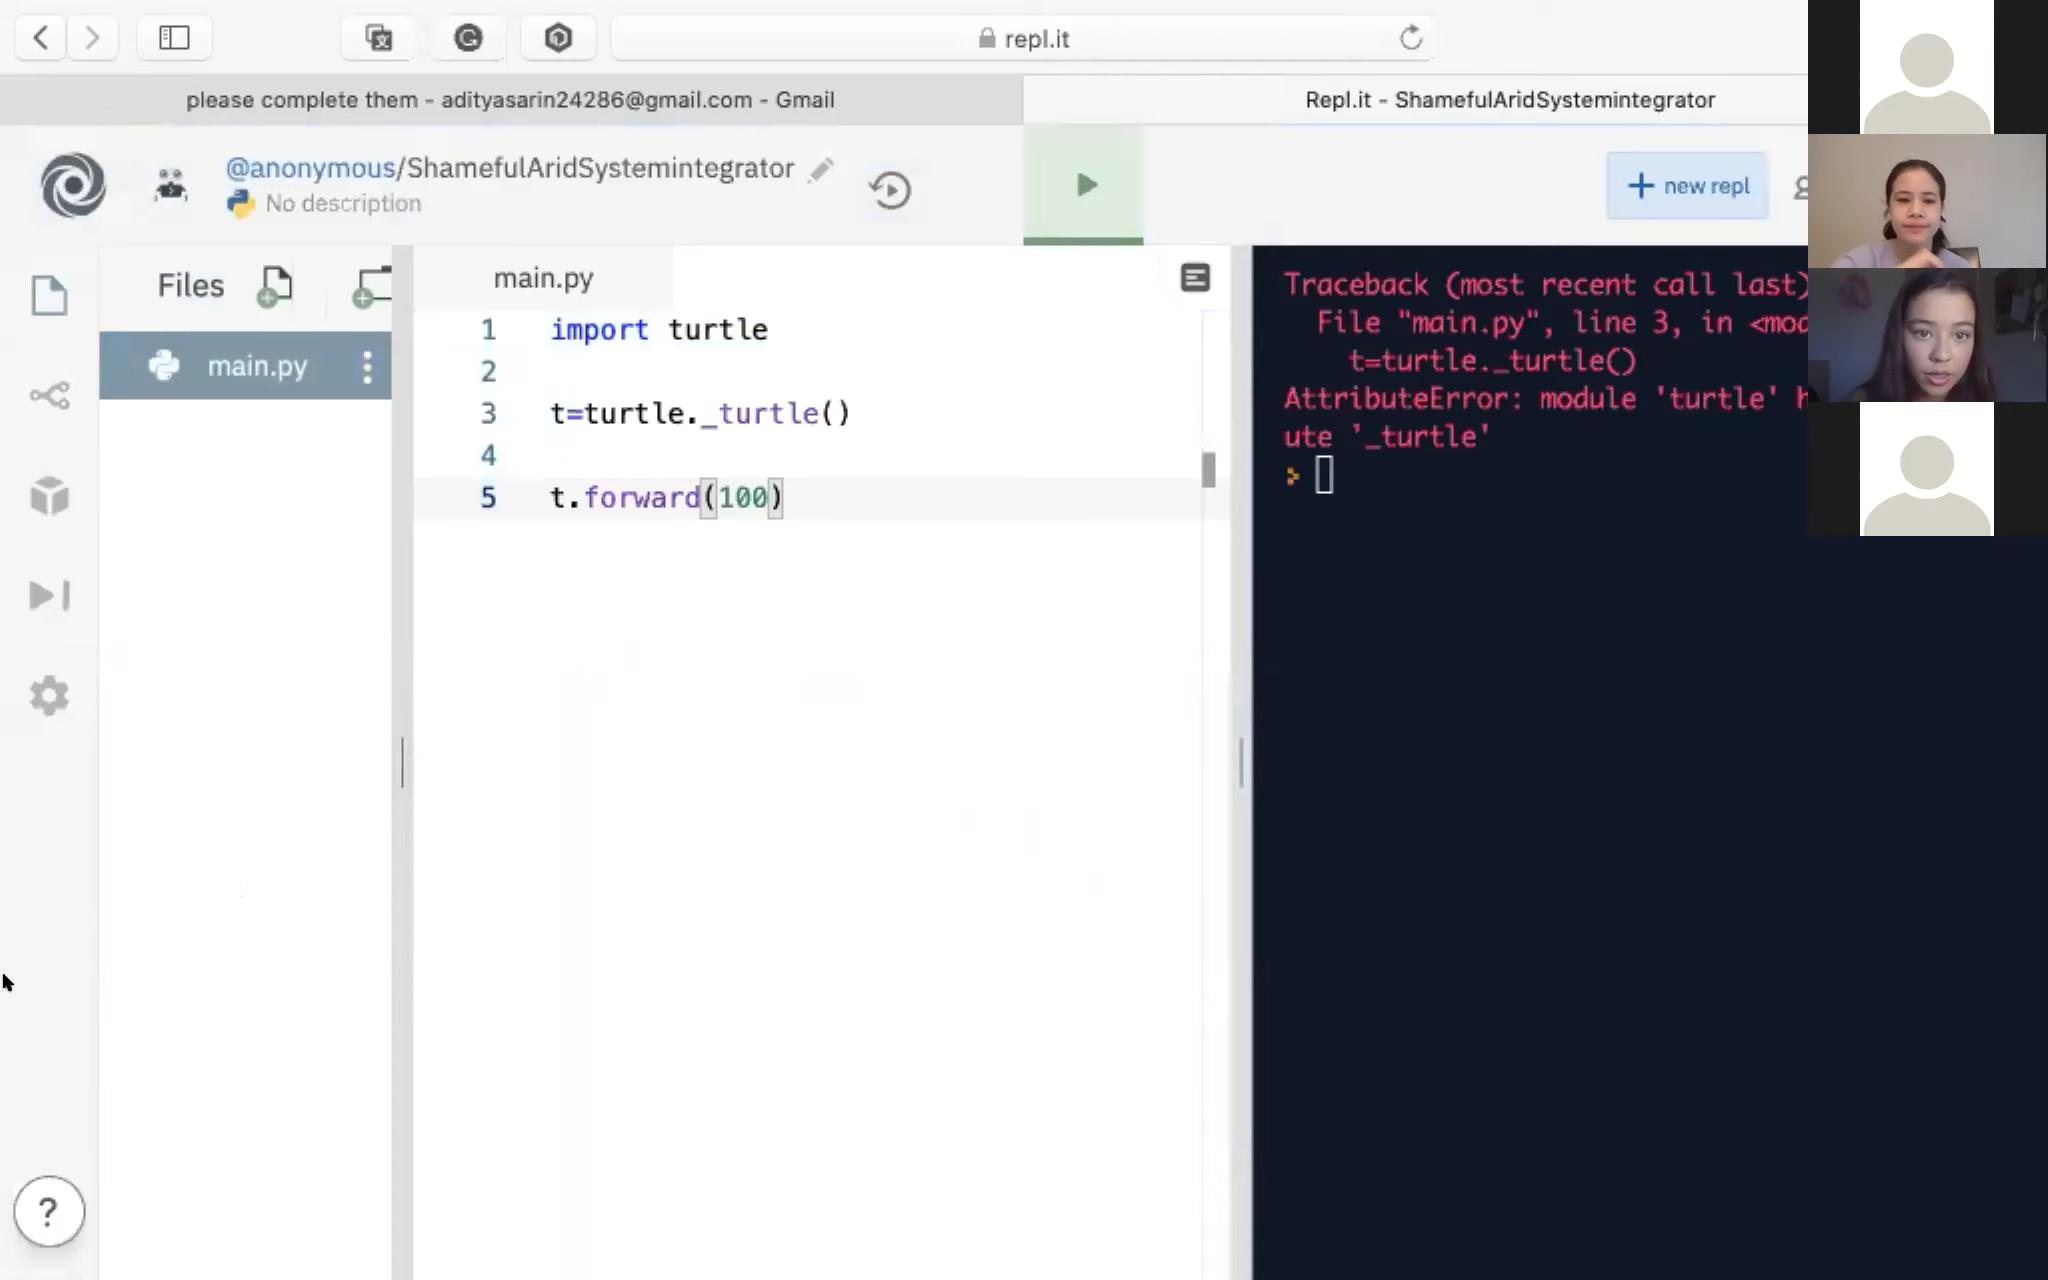 repl.it
please complete them - adityasarin24286@gmail.com - Gmail
Repl.it - ShamefulAridSystemintegrator
@anonymous/ShamefulAridSystemintegrator
No description
+ new repl
Files
main.py
main.py
1 import turtle
2
3 t=turtle._turtle()
4
5 t.forward(100)
Traceback (most recent call last)
File "main.py", line 3, in <mod
t=turtle._turtle()
AttributeError: module 'turtle' h
ute '_turtle'
?